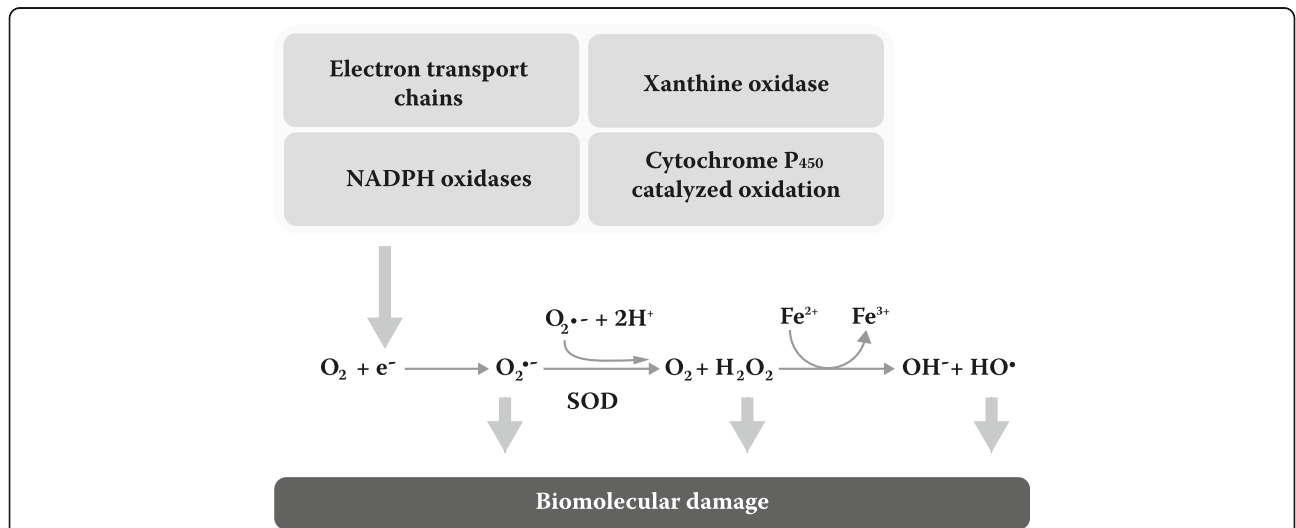 Electron transport
chains
Xanthine oxidase
NADPH oxidases
Cytochrome P₄₅₀
catalyzed oxidation
O₂•- + 2H⁺
Fe²⁺
Fe³⁺
O₂ + e⁻
O₂•⁻
O₂ + H₂O₂
OH⁻ + HO•
SOD
Biomolecular damage